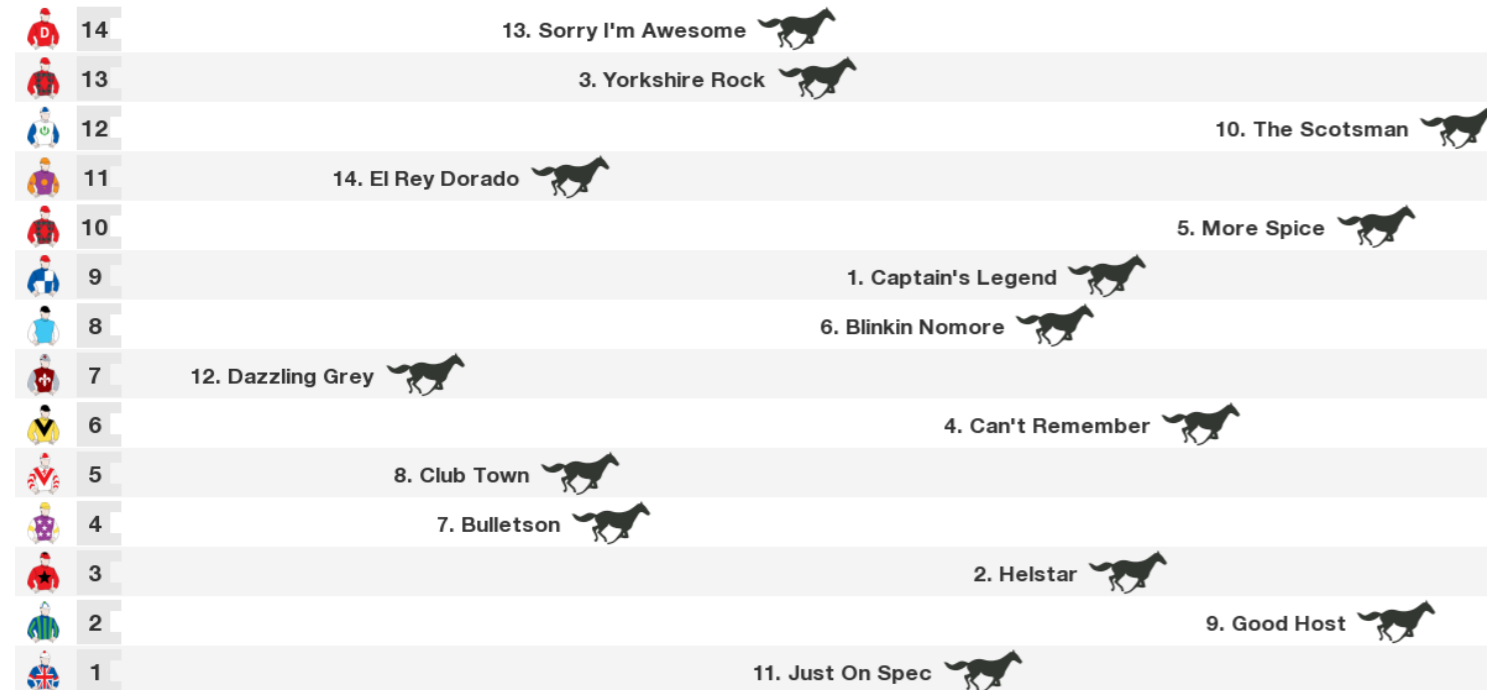 D 14 13. Sorry I'm Awesome
13 3. Yorkshire Rock
12 10. The Scotsman
11 14. El Rey Dorado
10 5. More Spice
9 1. Captain's Legend
8 6. Blinkin Nomore
7 12. Dazzling Grey
6 4. Can't Remember
5 8. Club Town
4 7. Bulletson
3 2. Helstar
2 9. Good Host
1 11. Just On Spec